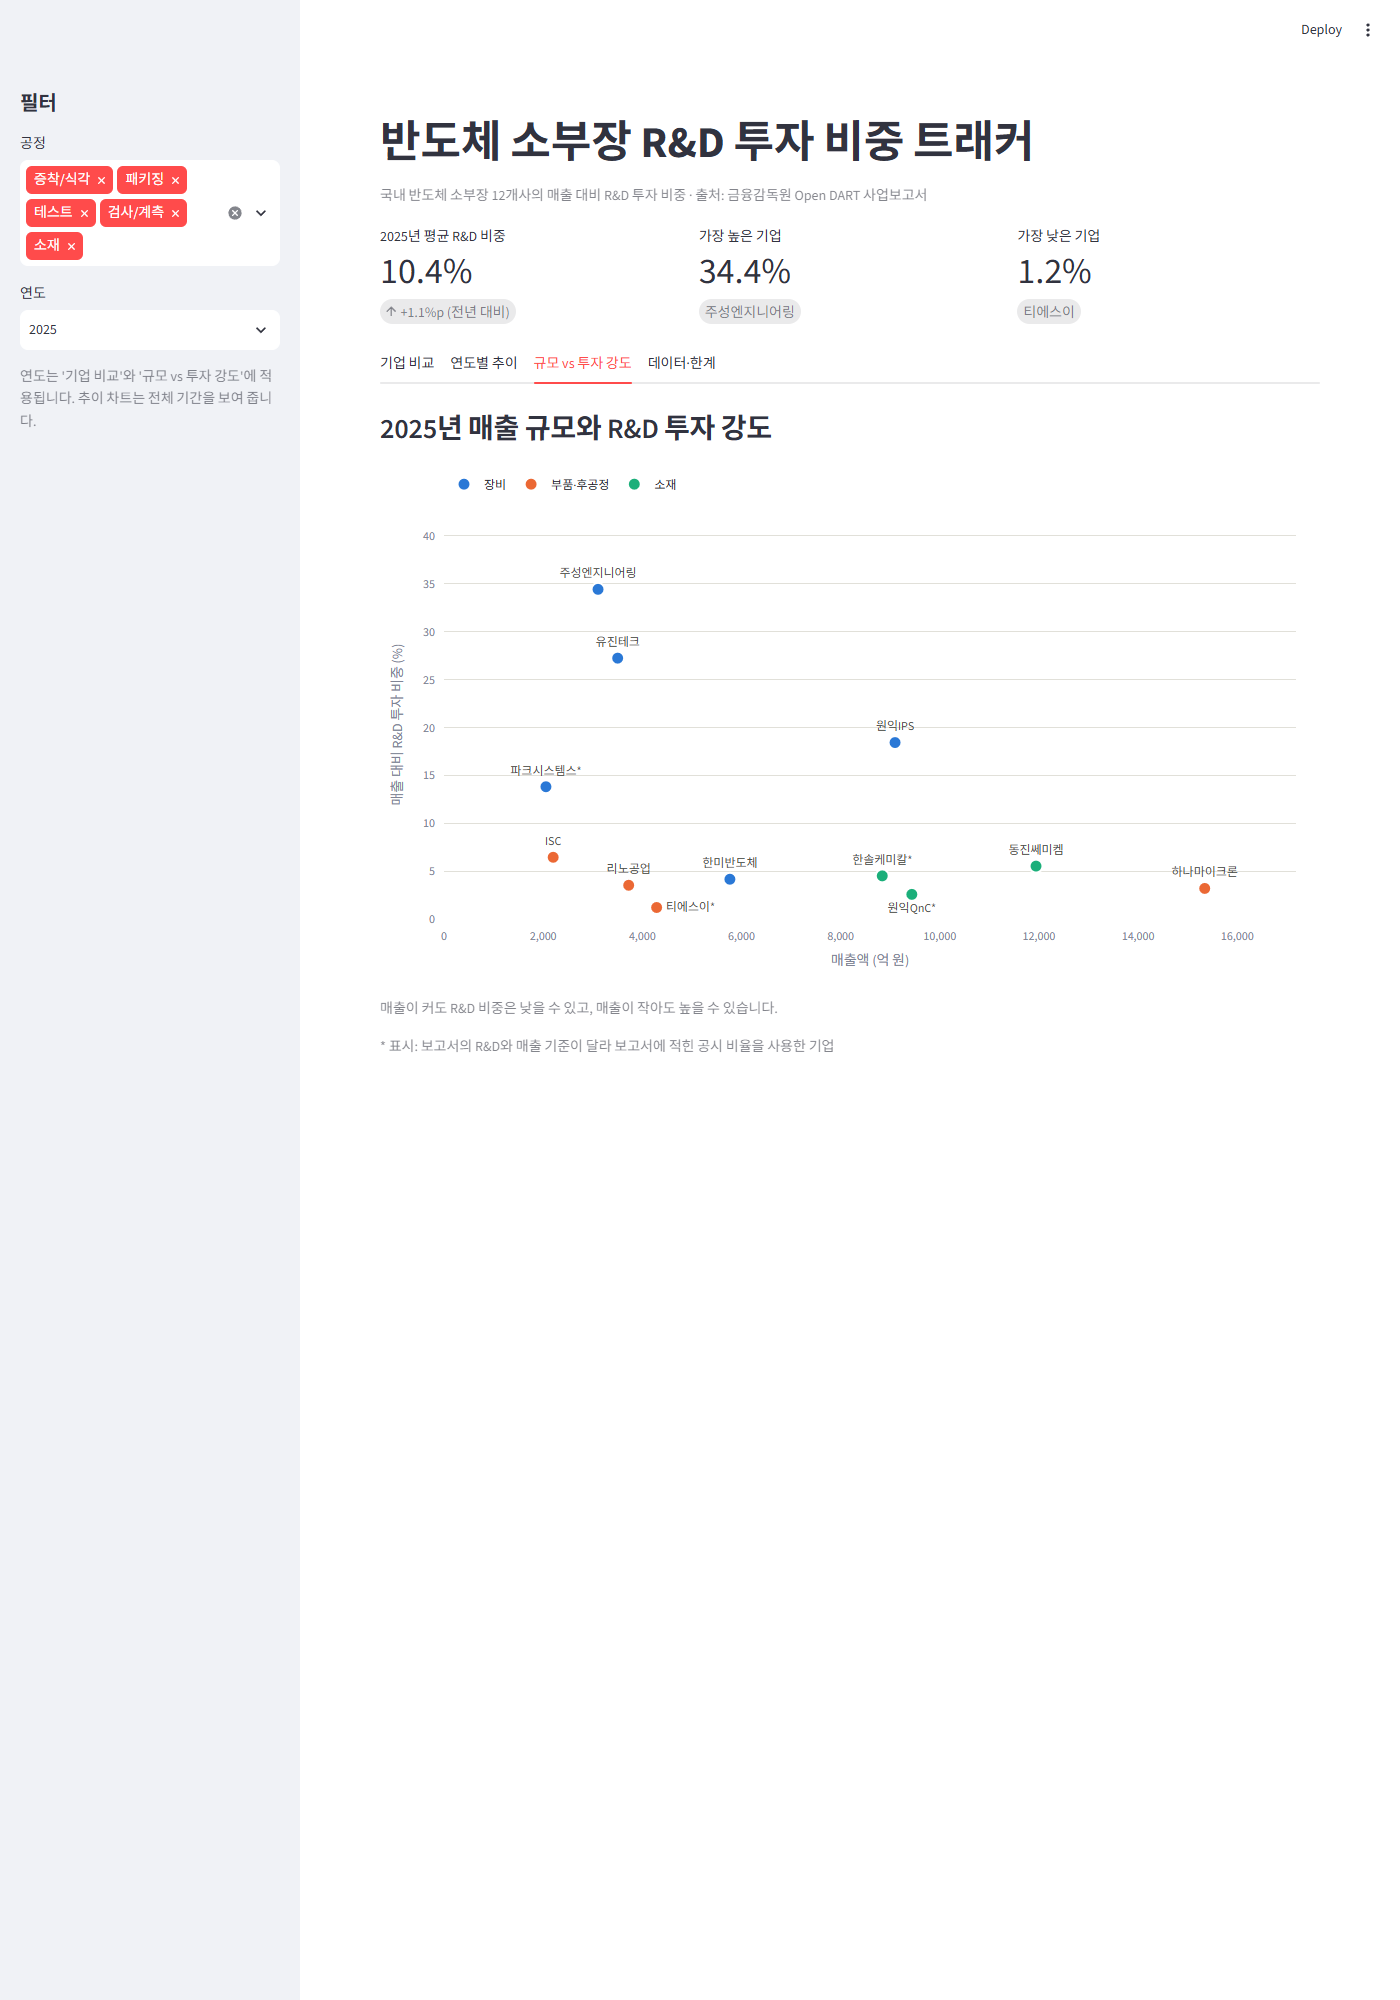 Deploy
필터
공정
증착/식각
패키징
테스트
검사/계측
소재
연도
2025
연도는 '기업 비교'와 '규모 vs 투자 강도'에 적
용됩니다. 추이 차트는 전체 기간을 보여 줍니
다.
반도체 소부장 R&D 투자 비중 트래커
국내 반도체 소부장 12개사의 매출 대비 R&D 투자 비중 · 출처: 금융감독원 Open DART 사업보고서
2025년 평균 R&D 비중
10.4%
↑ +1.1%p (전년 대비)
가장 높은 기업
34.4%
주성엔지니어링
가장 낮은 기업
1.2%
티에스이
기업 비교
연도별 추이
규모 vs 투자 강도
데이터·한계
2025년 매출 규모와 R&D 투자 강도
장비
부품·후공정
소재
매출 대비 R&D 투자 비중 (%)
40
35
30
25
20
15
10
5
0
주성엔지니어링
유진테크
원익IPS
파크시스템스*
ISC
리노공업
한미반도체
한솔케미칼*
동진쎄미켐
하나마이크론
티에스이*
원익QnC*
0
2,000
4,000
6,000
8,000
10,000
12,000
14,000
16,000
매출액 (억 원)
매출이 커도 R&D 비중은 낮을 수 있고, 매출이 작아도 높을 수 있습니다.
* 표시: 보고서의 R&D와 매출 기준이 달라 보고서에 적힌 공시 비율을 사용한 기업